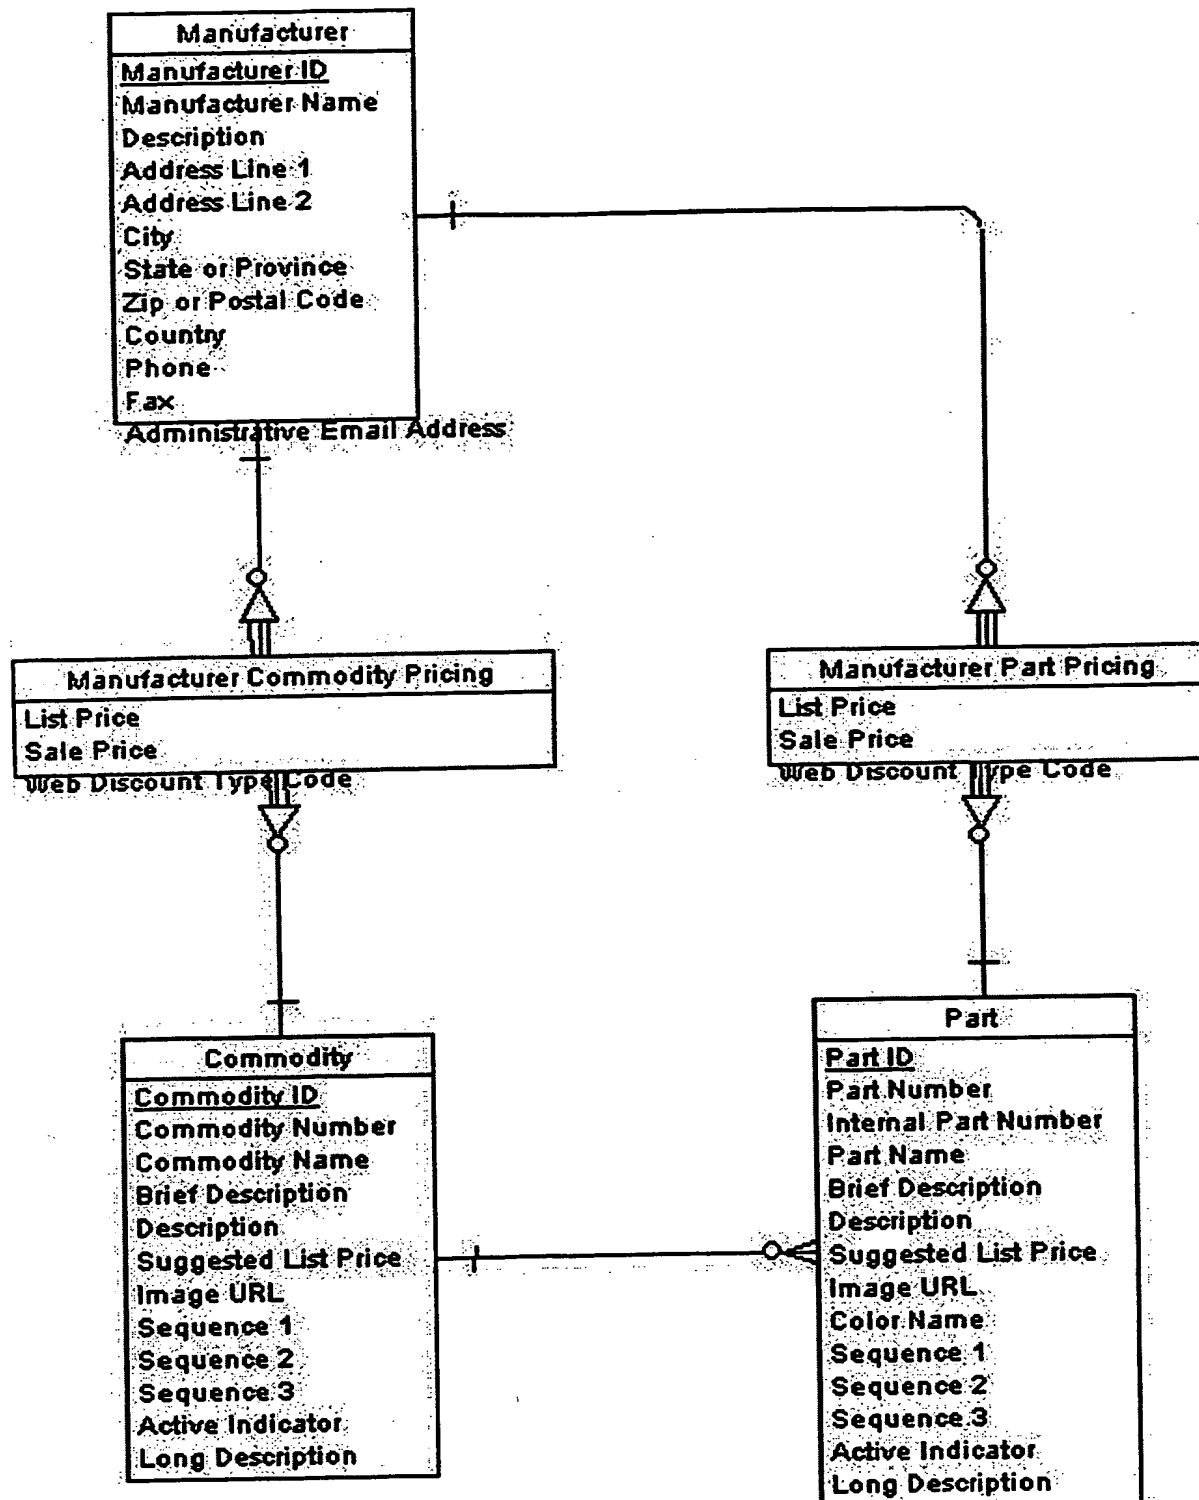 Manufacturer
Manufacturer ID
Manufacturer Name
Description
Address Line 1
Address Line 2
City
State or Province
Zip or Postal Code
Country
Phone
Fax
Administrative Email Address
Manufacturer Commodity Pricing
List Price
Sale Price
Web Discount Type Code
Manufacturer Part Pricing
List Price
Sale Price
Web Discount Type Code
Commodity
Commodity ID
Commodity Number
Commodity Name
Brief Description
Description
Suggested List Price
Image URL
Sequence 1
Sequence 2
Sequence 3
Active Indicator
Long Description
Part
Part ID
Part Number
Internal Part Number
Part Name
Brief Description
Description
Suggested List Price
Image URL
Color Name
Sequence 1
Sequence 2
Sequence 3
Active Indicator
Long Description